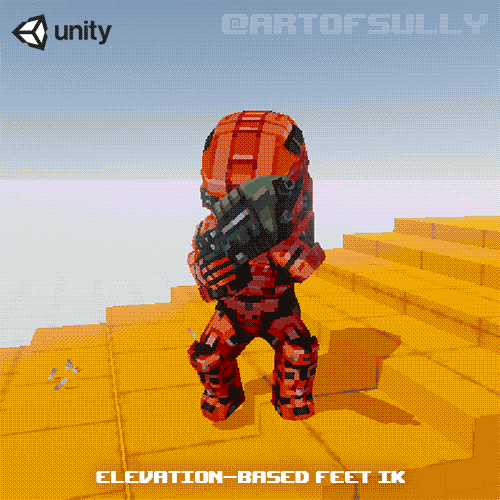 unity
@ARTOFSULLY
ELEVATION-BASED FEET IK